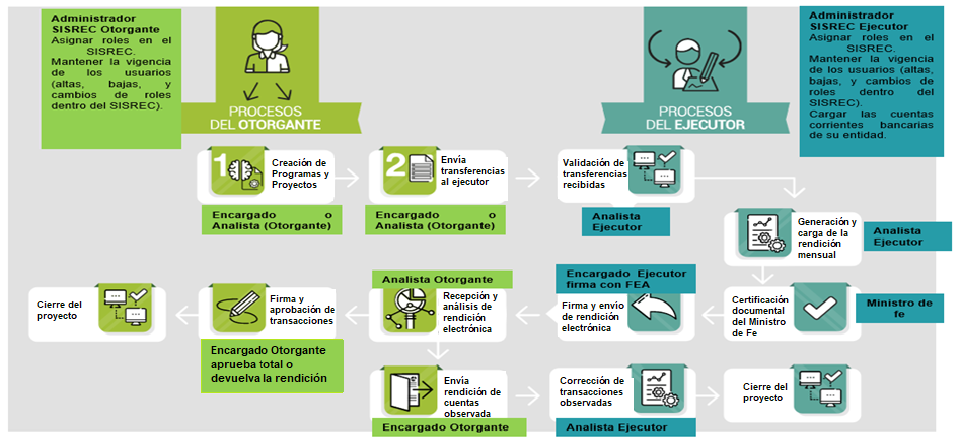 Administrador
SISREC Otorgante
Asignar roles en el
SISREC.
Mantener la vigencia
de los usuarios
(altas, bajas, y
cambios de roles
dentro del SISREC).
PROCESOS
DEL OTORGANTE
PROCESOS
DEL EJECUTOR
Administrador
SISREC Ejecutor
Asignar roles en el
SISREC.
Mantener la vigencia
de los usuarios (altas,
bajas, y cambios de
roles dentro del
SISREC).
Cargar las cuentas
corrientes bancarias
de su entidad.
1
Creación de
Programas y
Proyectos
Encargado o
Analista (Otorgante)
2
Envía
transferencias
al ejecutor
Encargado o
Analista (Otorgante)
Validación de
transferencias
recibidas
Analista
Ejecutor
Generación y
carga de la
rendición
mensual
Analista
Ejecutor
Certificación
documental
del Ministro
de Fe
Ministro de
fe
Encargado Ejecutor
firma con FEA
Firma y envío
de rendición
electrónica
Analista Otorgante
Recepción y
análisis de
rendición
electrónica
Firma y
aprobación de
transacciones
Encargado Otorgante
aprueba total o
devuelva la rendición
Cierre del
proyecto
Envía
rendición de
cuentas
observada
Encargado Otorgante
Corrección de
transacciones
observadas
Analista Ejecutor
Cierre del
proyecto